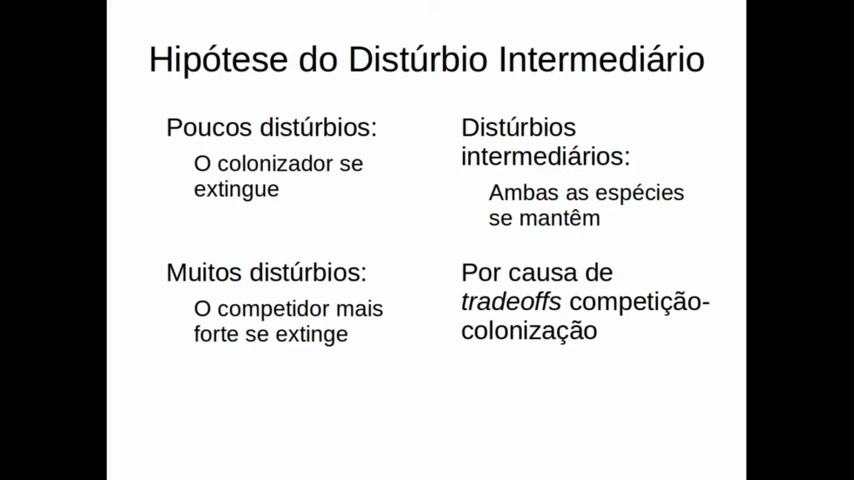 Hipótese do Distúrbio Intermediário
Poucos distúrbios:
O colonizador se
extingue
Muitos distúrbios:
O competidor mais
forte se extinge
Distúrbios
intermediários:
Ambas as espécies
se mantêm
Por causa de
tradeoffs competição-
colonização